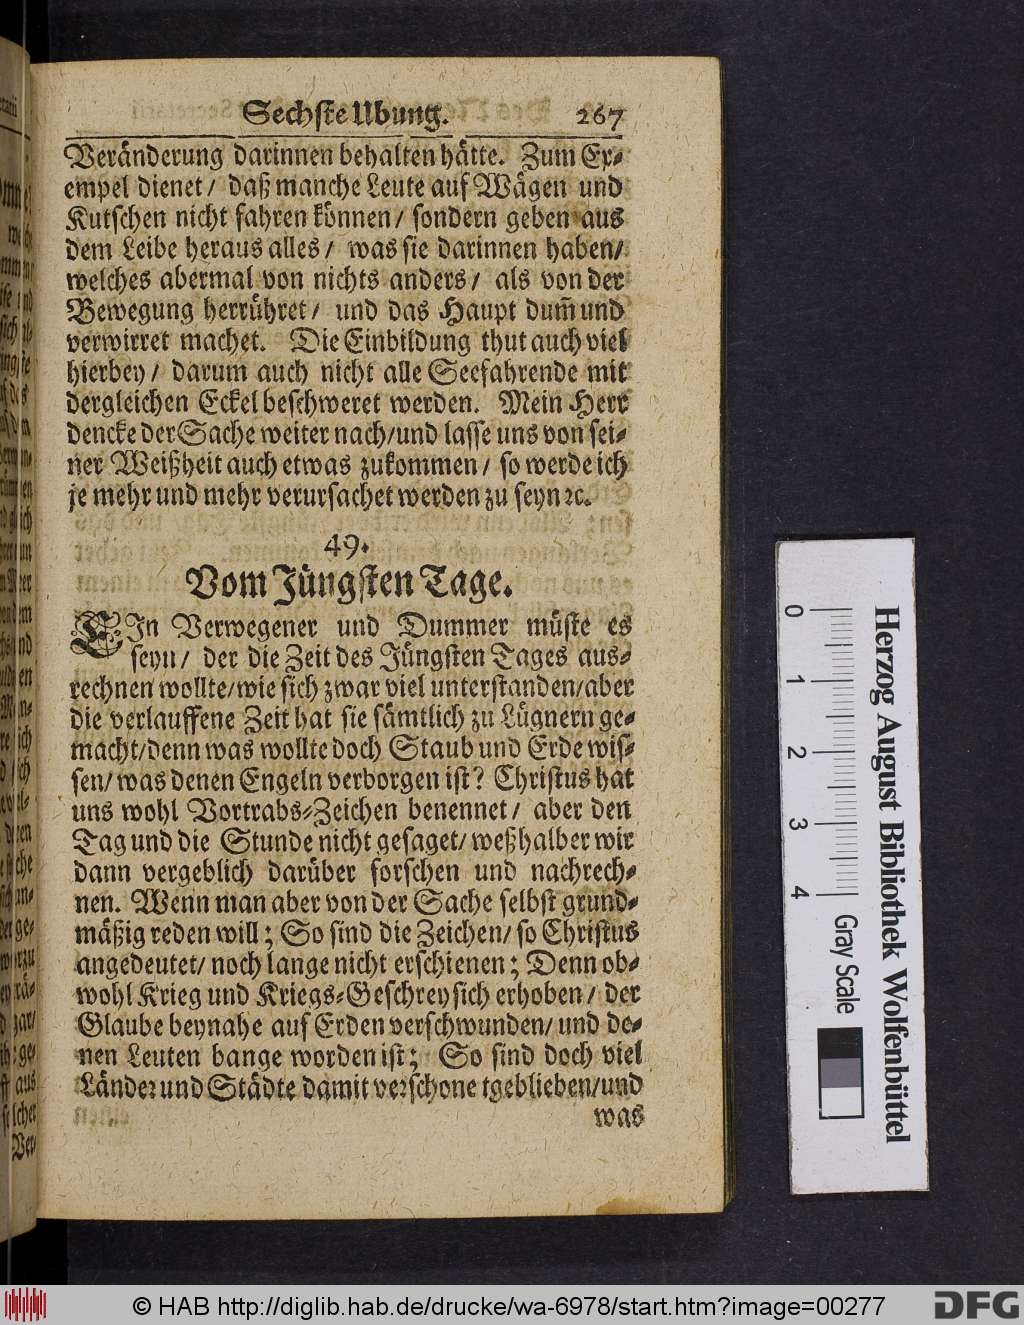 Sechste Ubung. 267
Veränderung darinnen behalten hätte. Zum Ex⸗
empel dienet / daß manche Leute auf Wägen und
Kutschen nicht fahren können / sondern geben aus
dem Leibe heraus alles / was sie darinnen haben/
welches abermal von nichts anders / als von der
Bewegung herrühret / und das Haupt dum̃ und
verwirret machet. Die Einbildung thut auch viel
hierbey / darum auch nicht alle Seefahrende mit
dergleichen Eckel beschweret werden. Mein Herr
dencke der Sache weiter nach/und lasse uns von sei⸗
ner Weißheit auch etwas zukommen / so werde ich
je mehr und mehr verursachet werden zu seyn ꝛc.
49.
Vom Jüngsten Tage.
EIn Verwegener und Dummer müste es
seyn / der die Zeit des Jüngsten Tages aus⸗
rechnen wollte/wie sich zwar viel unterstanden/aber
die verlauffene Zeit hat sie sämtlich zu Lügnern ge⸗
macht/denn was wollte doch Staub und Erde wis⸗
sen/ was denen Engeln verborgen ist? Christus hat
uns wohl Vortrabs⸗Zeichen benennet / aber den
Tag und die Stunde nicht gesaget/ weßhalber wir
dann vergeblich darüber forschen und nachrech⸗
nen. Wenn man aber von der Sache selbst grund⸗
mäßig reden will; So sind die Zeichen/ so Christus
angedeutet/ noch lange nicht erschienen; Denn ob⸗
wohl Krieg und Kriegs⸗Geschrey sich erhoben / der
Glaube beynahe auf Erden verschwunden/ und de⸗
nen Leuten bange worden ist; So sind doch viel
Länder und Städte damit verschone tgeblieben/und
was
0 1 2 3 4 Gray Scale
Herzog August Bibliothek Wolfenbüttel
© HAB http://diglib.hab.de/drucke/wa-6978/start.htm?image=00277
DFG